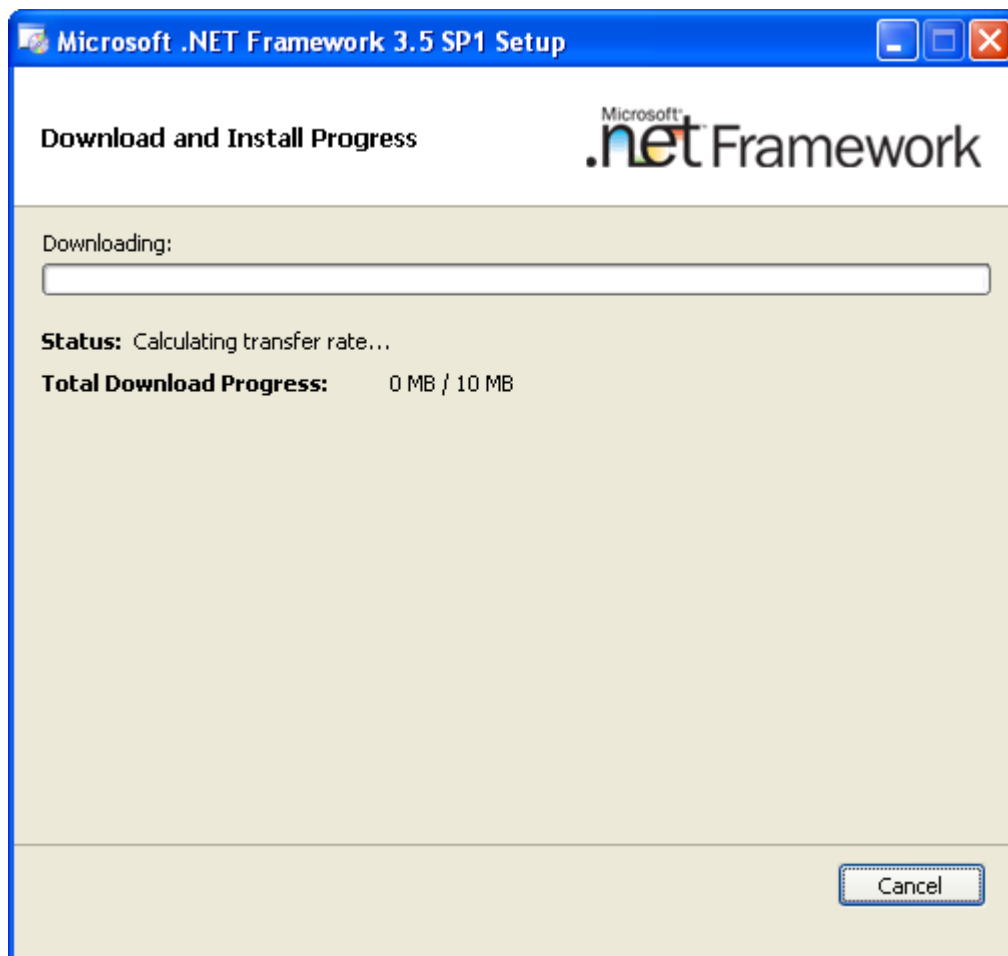 Microsoft .NET Framework 3.5 SP1 Setup
Download and Install Progress
Microsoft .net Framework
Downloading:
Status: Calculating transfer rate...
Total Download Progress: 0 MB / 10 MB
Cancel